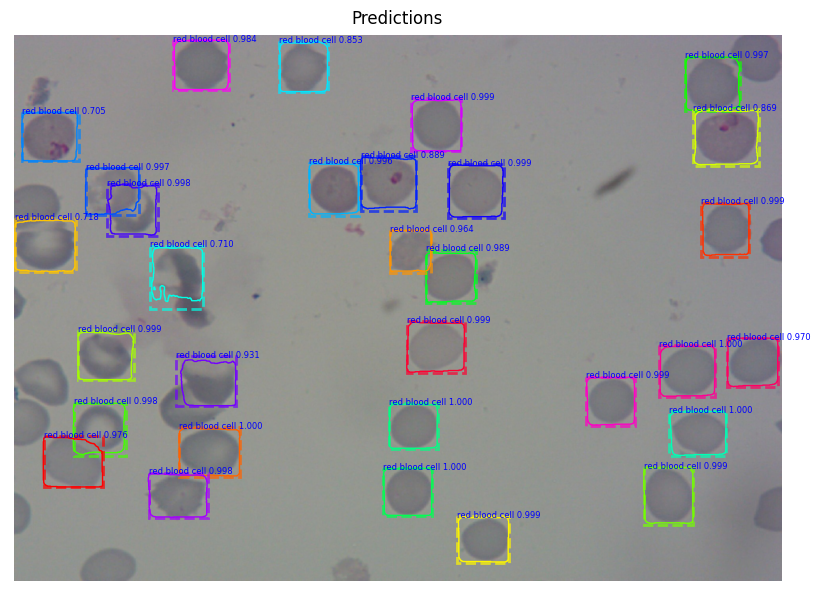 Predictions
red blood cell 0.984
red blood cell 0.853
red blood cell 0.997
red blood cell 0.999
red blood cell 0.869
red blood cell 0.705
red blood cell 0.889
red blood cell 0.996
red blood cell 0.999
red blood cell 0.997
red blood cell 0.998
red blood cell 0.999
red blood cell 0.718
red blood cell 0.964
red blood cell 0.710
red blood cell 0.989
red blood cell 0.999
red blood cell 0.999
red blood cell 0.970
red blood cell 1.000
red blood cell 0.931
red blood cell 0.999
red blood cell 0.998
red blood cell 1.000
red blood cell 1.000
red blood cell 1.000
red blood cell 0.976
red blood cell 0.998
red blood cell 1.000
red blood cell 0.999
red blood cell 0.999